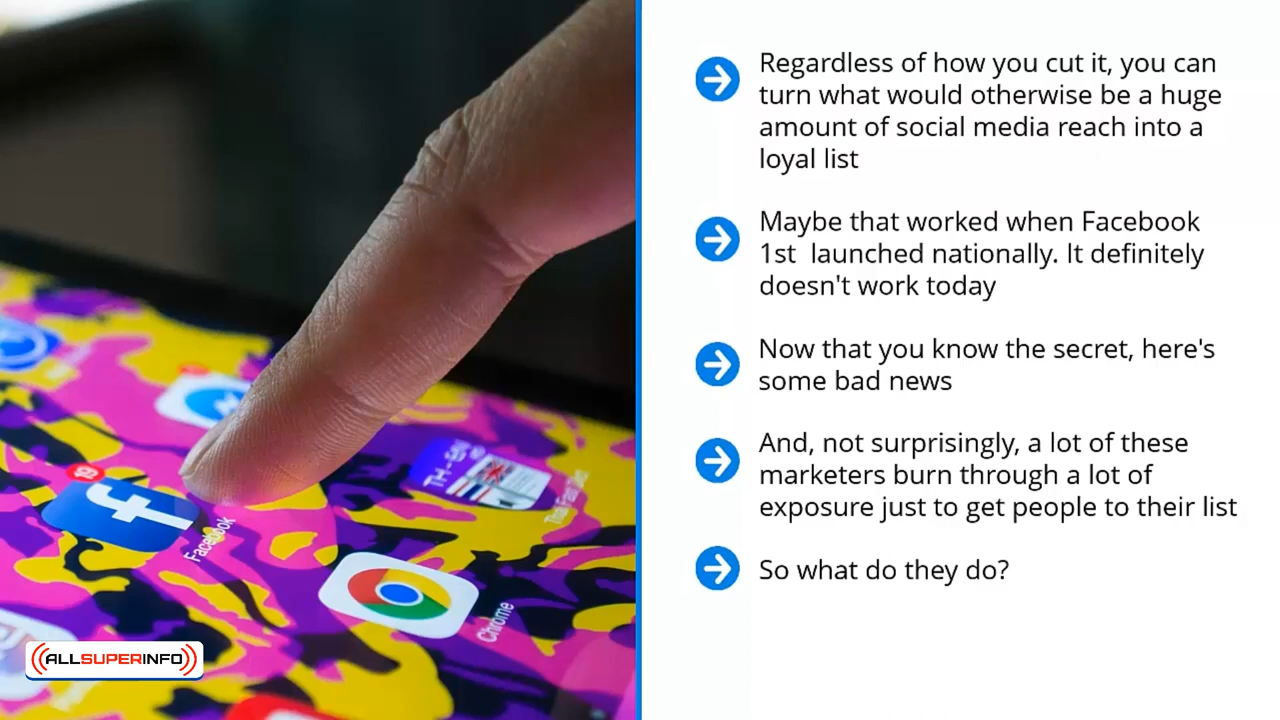 Regardless of how you cut it, you can
turn what would otherwise be a huge
amount of social media reach into a
loyal list
Maybe that worked when Facebook
1st launched nationally. It definitely
doesn't work today
Now that you know the secret, here's
some bad news
And, not surprisingly, a lot of these
marketers burn through a lot of
exposure just to get people to their list
So what do they do?
19
Facebook
TH - EN
Chrome
ALLSUPERINFO